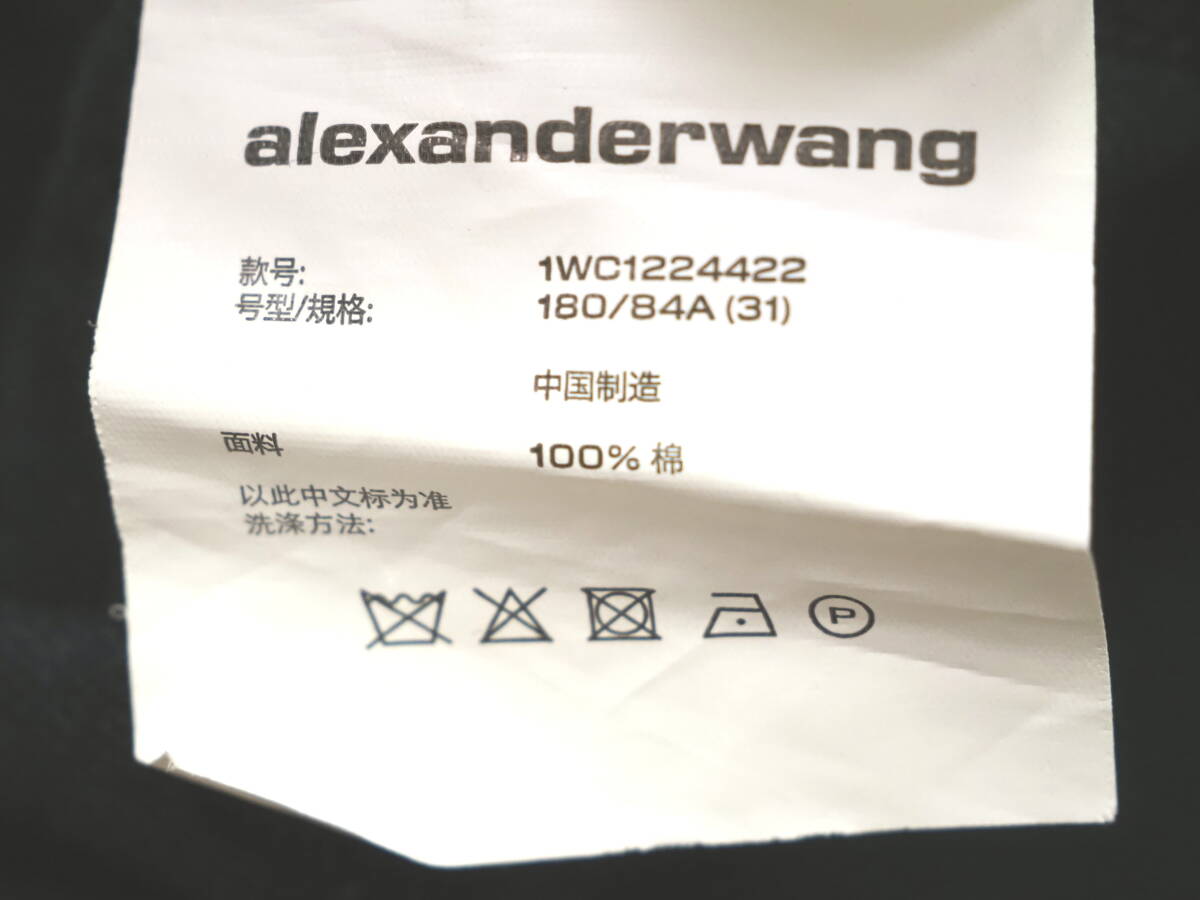 alexanderwang
款号: 1WC1224422
号型/規格: 180/84A (31)
中国制造
面料 100% 棉
以此中文标为准
洗涤方法:
P